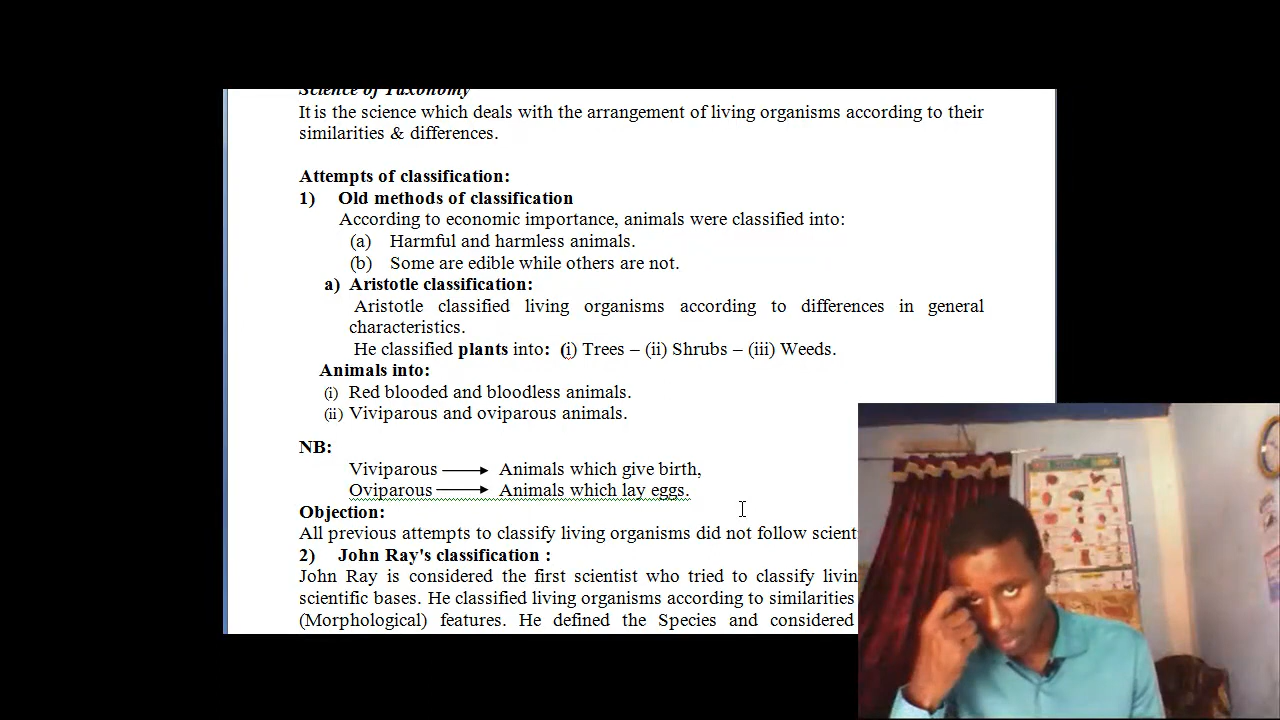 Science of Taxonomy
It is the science which deals with the arrangement of living organisms according to their
similarities & differences.
Attempts of classification:
1) Old methods of classification
According to economic importance, animals were classified into:
(a) Harmful and harmless animals.
(b) Some are edible while others are not.
a) Aristotle classification:
Aristotle classified living organisms according to differences in general
characteristics.
He classified plants into: (i) Trees – (ii) Shrubs – (iii) Weeds.
Animals into:
(i) Red blooded and bloodless animals.
(ii) Viviparous and oviparous animals.
NB:
Viviparous → Animals which give birth,
Oviparous → Animals which lay eggs.
Objection:
All previous attempts to classify living organisms did not follow scient
2) John Ray's classification :
John Ray is considered the first scientist who tried to classify livin
scientific bases. He classified living organisms according to similarities
(Morphological) features. He defined the Species and considered